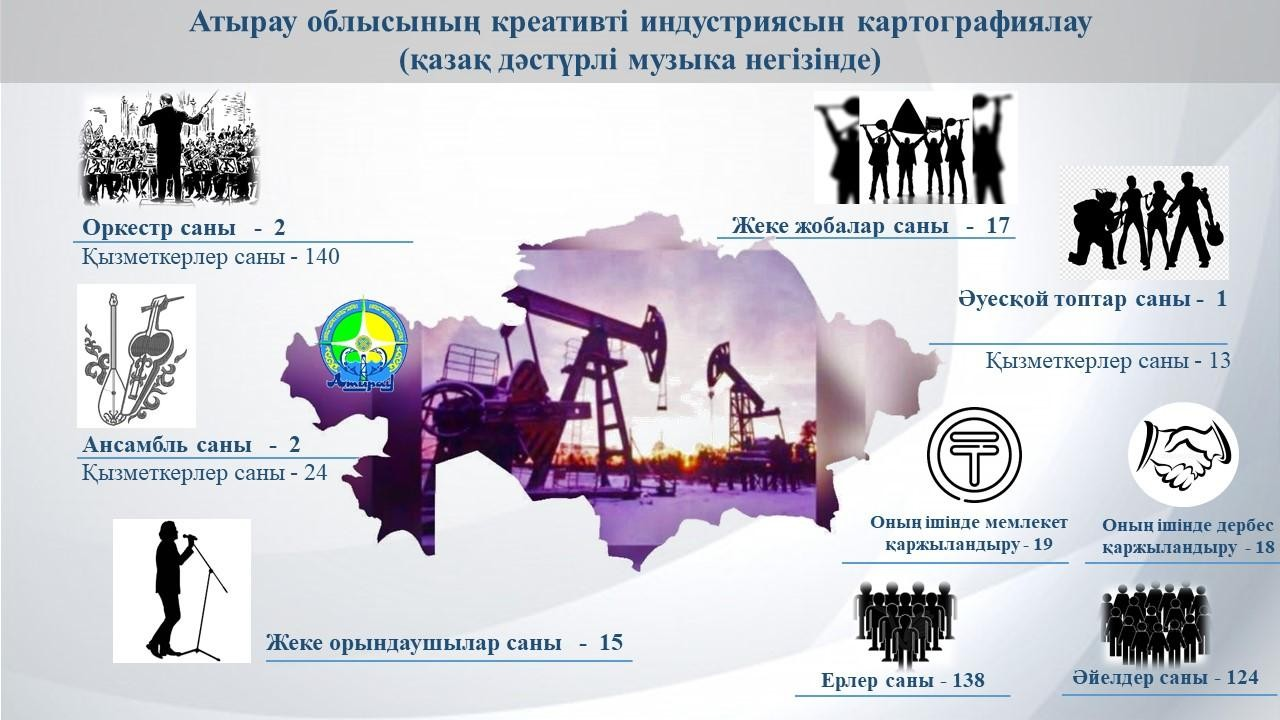 Атырау облысының креативті индустриясын картографиялау
(қазақ дәстүрлі музыка негізінде)
Оркестр саны - 2
Қызметкерлер саны - 140
Ансамбль саны - 2
Қызметкерлер саны - 24
Жеке орындаушылар саны - 15
Атырау
Жеке жобалар саны - 17
Әуесқой топтар саны - 1
Қызметкерлер саны - 13
Оның ішінде мемлекет
қаржыландыру - 19
Оның ішінде дербес
қаржыландыру - 18
Ерлер саны - 138
Әйелдер саны - 124